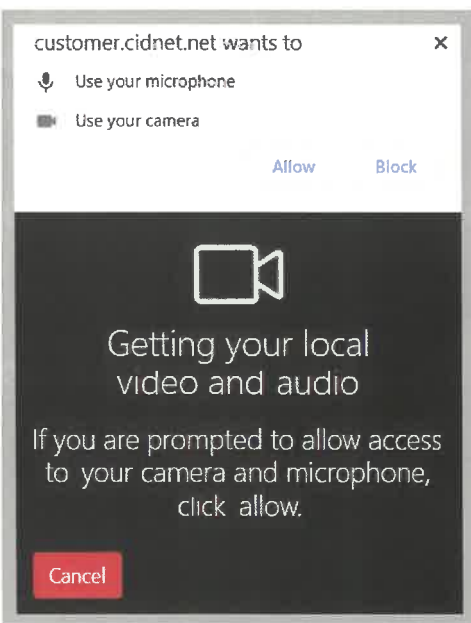 customer.cidnet.net wants to
Use your microphone
Use your camera
Allow Block
Getting your local
video and audio
If you are prompted to allow access
to your camera and microphone,
click allow.
Cancel